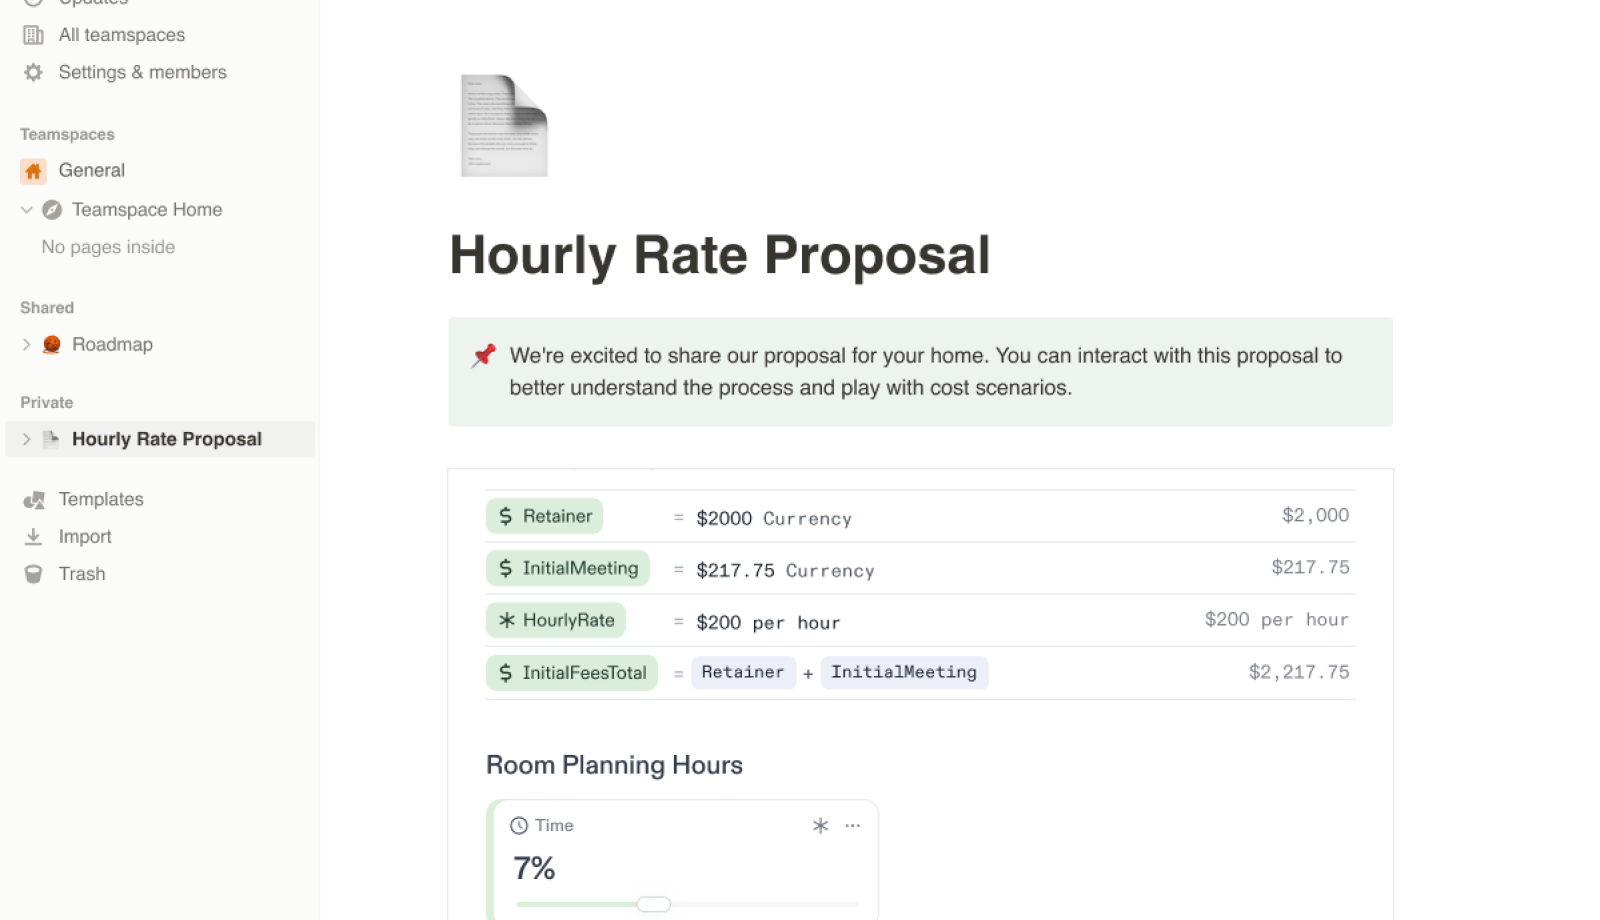 Updates
All teamspaces
Settings & members
Teamspaces
General
Teamspace Home
No pages inside
Shared
Roadmap
Private
Hourly Rate Proposal
Templates
Import
Trash
Hourly Rate Proposal
We're excited to share our proposal for your home. You can interact with this proposal to
better understand the process and play with cost scenarios.
$ Retainer = $2000 Currency $2,000
$ InitialMeeting = $217.75 Currency $217.75
HourlyRate = $200 per hour $200 per hour
$ InitialFeesTotal = Retainer + InitialMeeting $2,217.75
Room Planning Hours
Time
7%